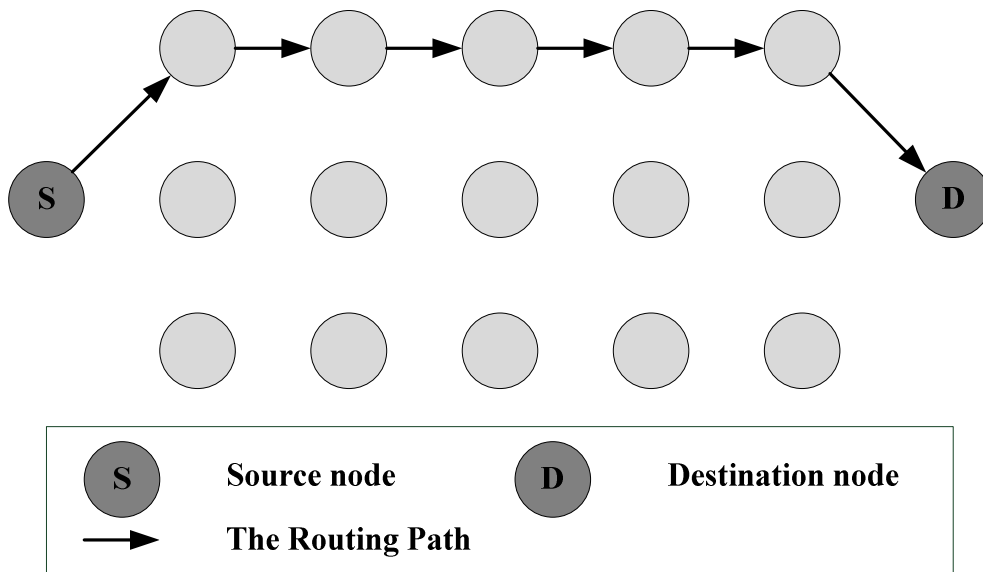 S
D
S Source node D Destination node
The Routing Path